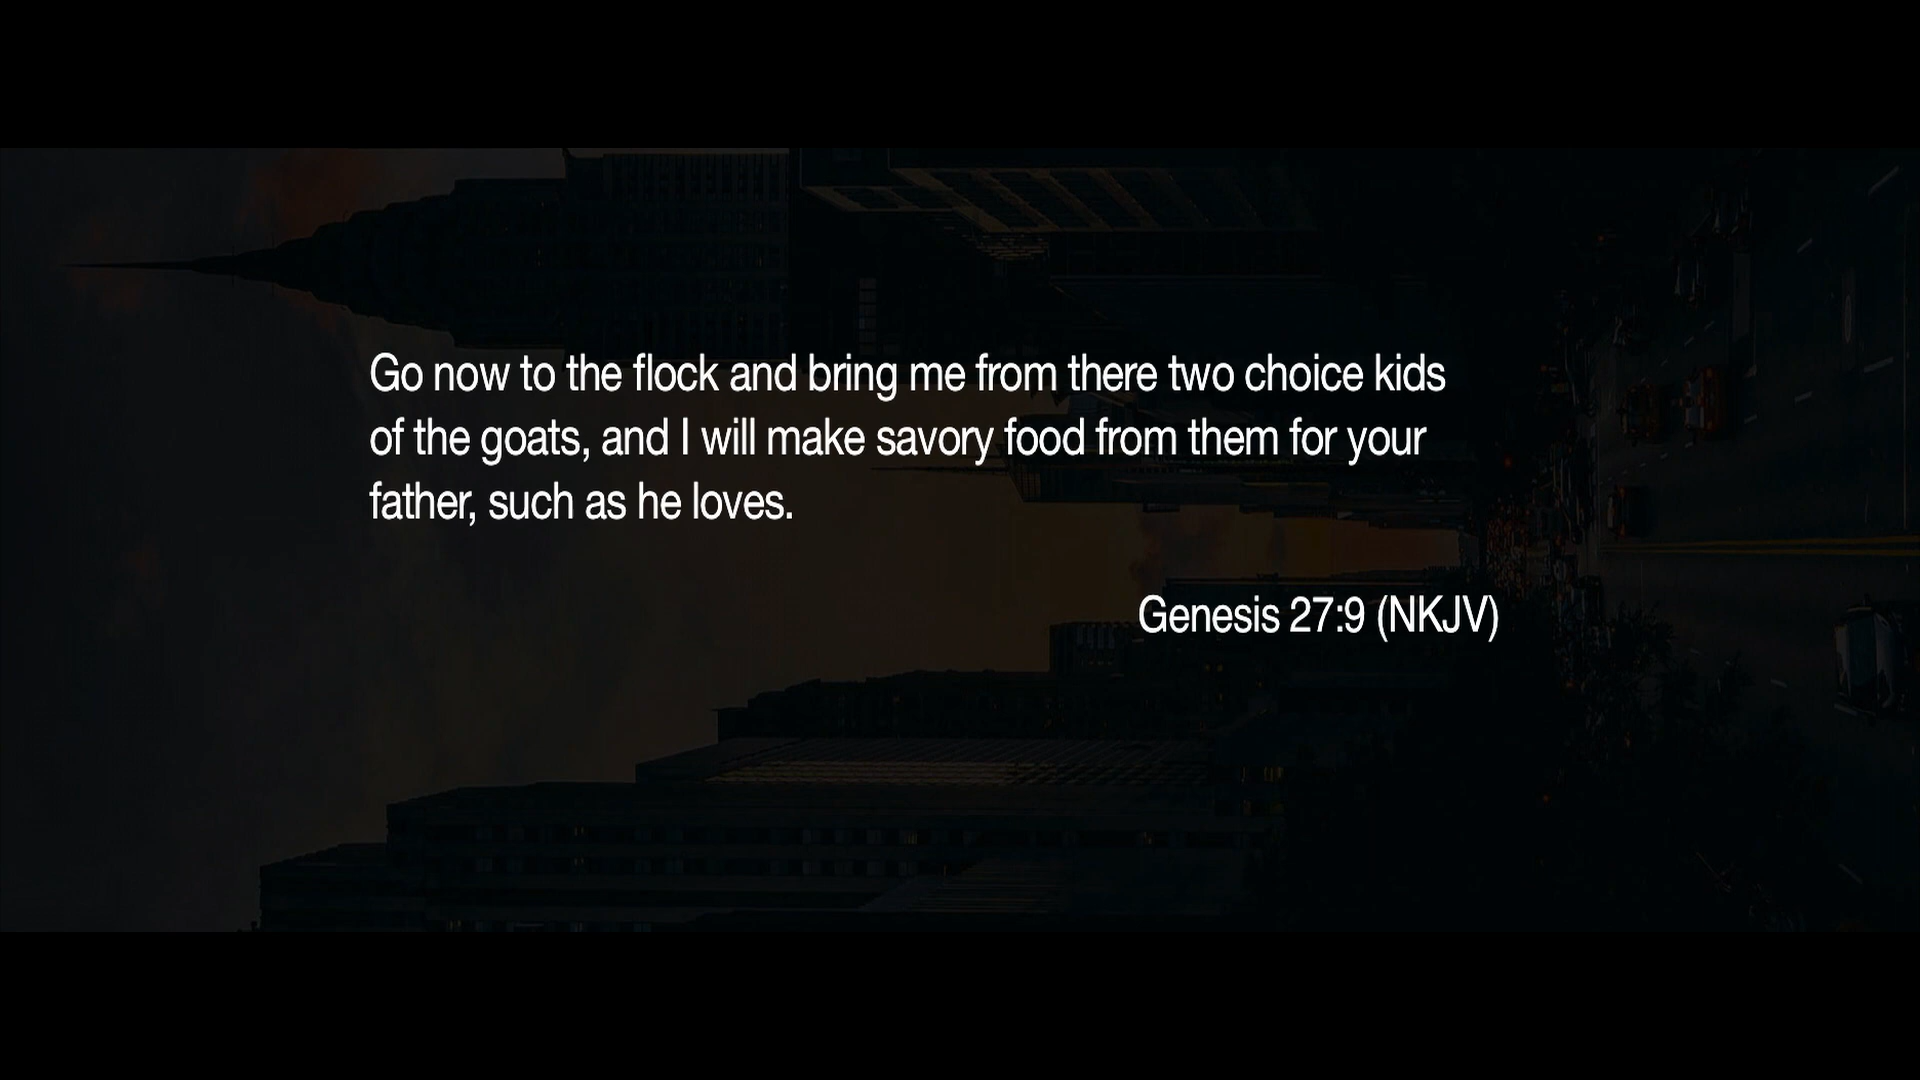 Go now to the flock and bring me from there two choice kids
of the goats, and I will make savory food from them for your
father, such as he loves.
Genesis 27:9 (NKJV)